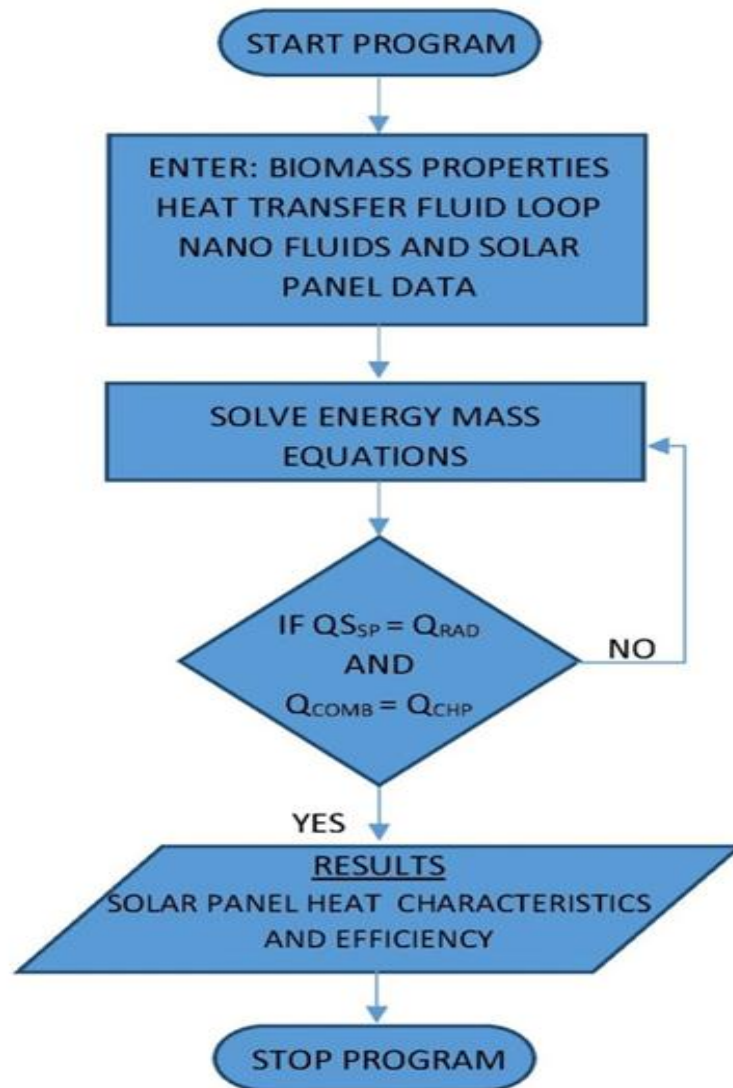 START PROGRAM
ENTER: BIOMASS PROPERTIES
HEAT TRANSFER FLUID LOOP
NANO FLUIDS AND SOLAR
PANEL DATA
SOLVE ENERGY MASS
EQUATIONS
IF QSSP = QRAD
AND
QCOMB = QCHP
NO
YES
RESULTS
SOLAR PANEL HEAT CHARACTERISTICS
AND EFFICIENCY
STOP PROGRAM